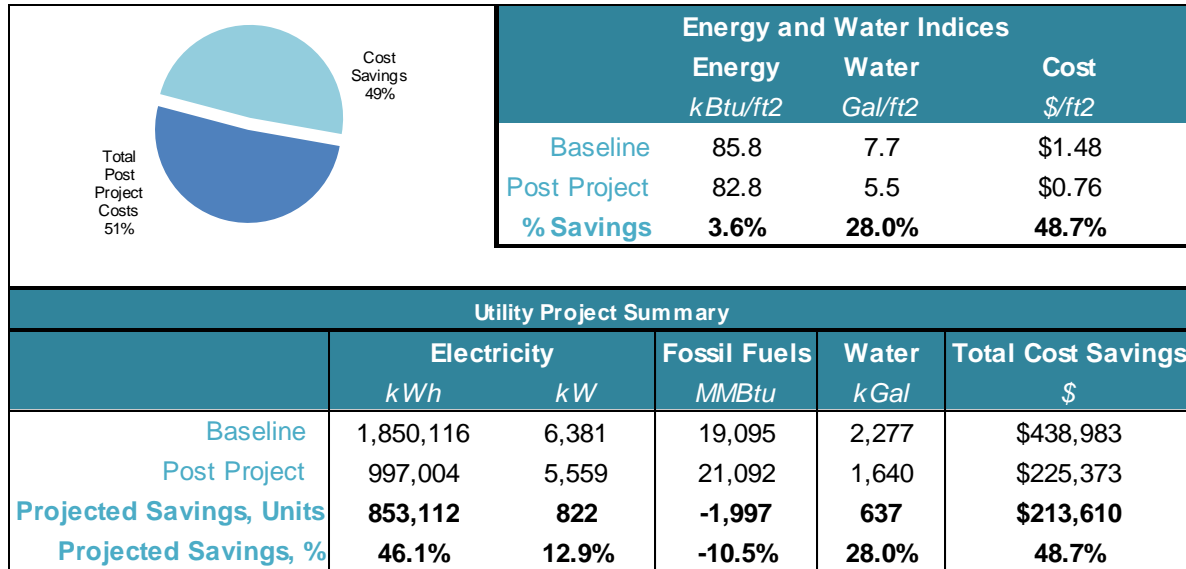 Cost
Savings
49%
Total
Post
Project
Costs
51%
Energy and Water Indices
Energy Water Cost
kBtu/ft2 Gal/ft2 $/ft2
Baseline 85.8 7.7 $1.48
Post Project 82.8 5.5 $0.76
% Savings 3.6% 28.0% 48.7%
Utility Project Summary
Electricity Fossil Fuels Water Total Cost Savings
kWh kW MMBtu kGal $
Baseline 1,850,116 6,381 19,095 2,277 $438,983
Post Project 997,004 5,559 21,092 1,640 $225,373
Projected Savings, Units 853,112 822 -1,997 637 $213,610
Projected Savings, % 46.1% 12.9% -10.5% 28.0% 48.7%